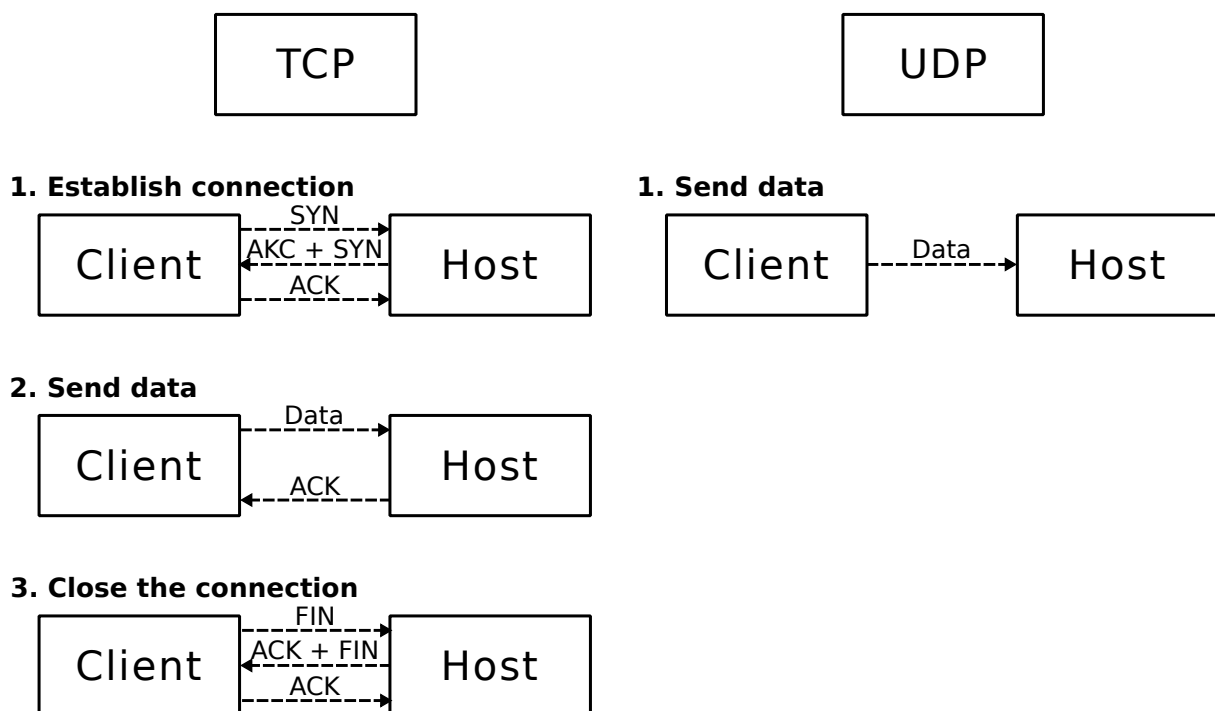 TCP
1. Establish connection
Client
SYN
AKC + SYN
ACK
Host
2. Send data
Client
Data
ACK
Host
3. Close the connection
Client
FIN
ACK + FIN
ACK
Host
UDP
1. Send data
Client
Data
Host